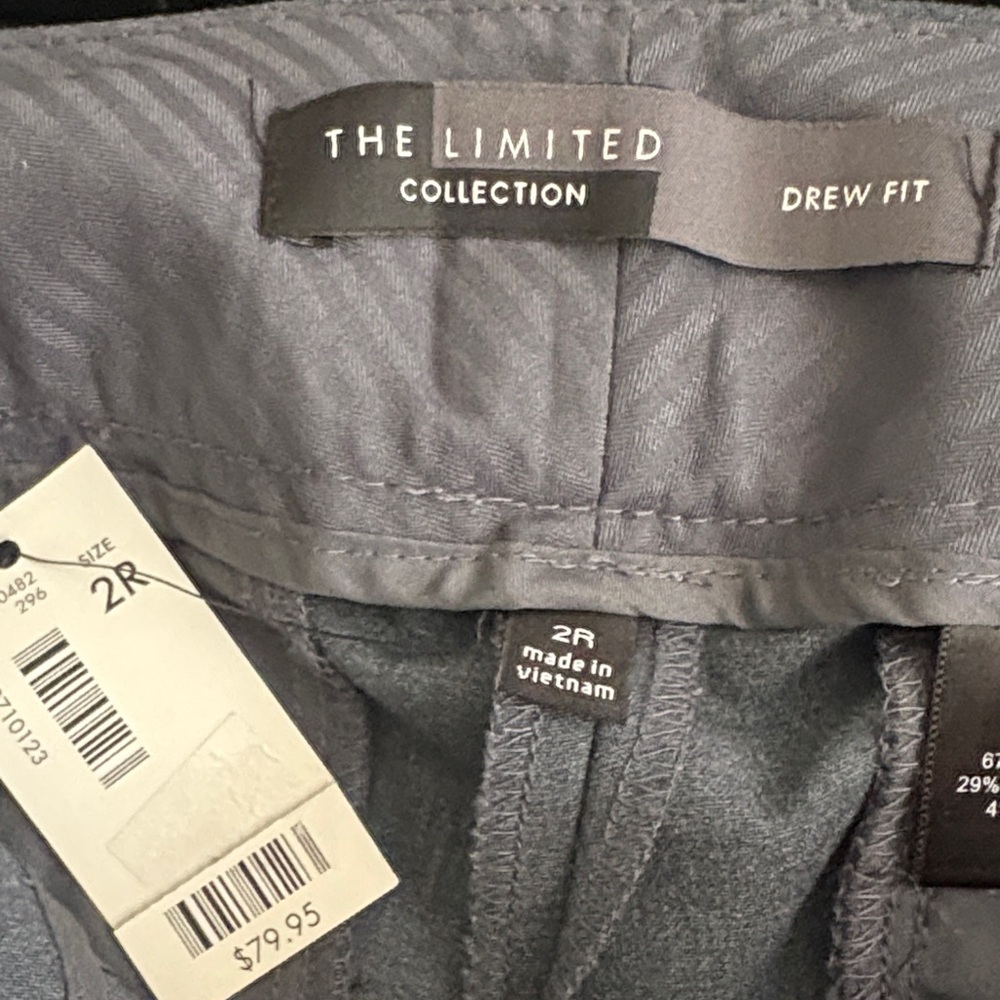 THE LIMITED
COLLECTION
DREW FIT
SIZE
2R
0482
296
710123
$79.95
2R
made in
vietnam
67
29%
4